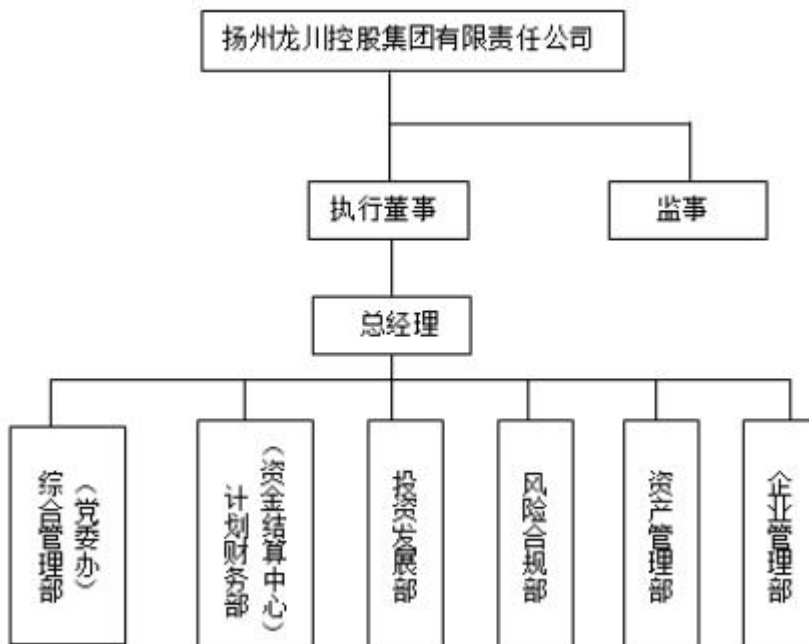 扬州龙川控股集团有限责任公司
执行董事
监事
总经理
综合管理部
（党委办）
计划财务部
（资金结算中心）
投资发展部
风险合规部
资产管理部
企业管理部